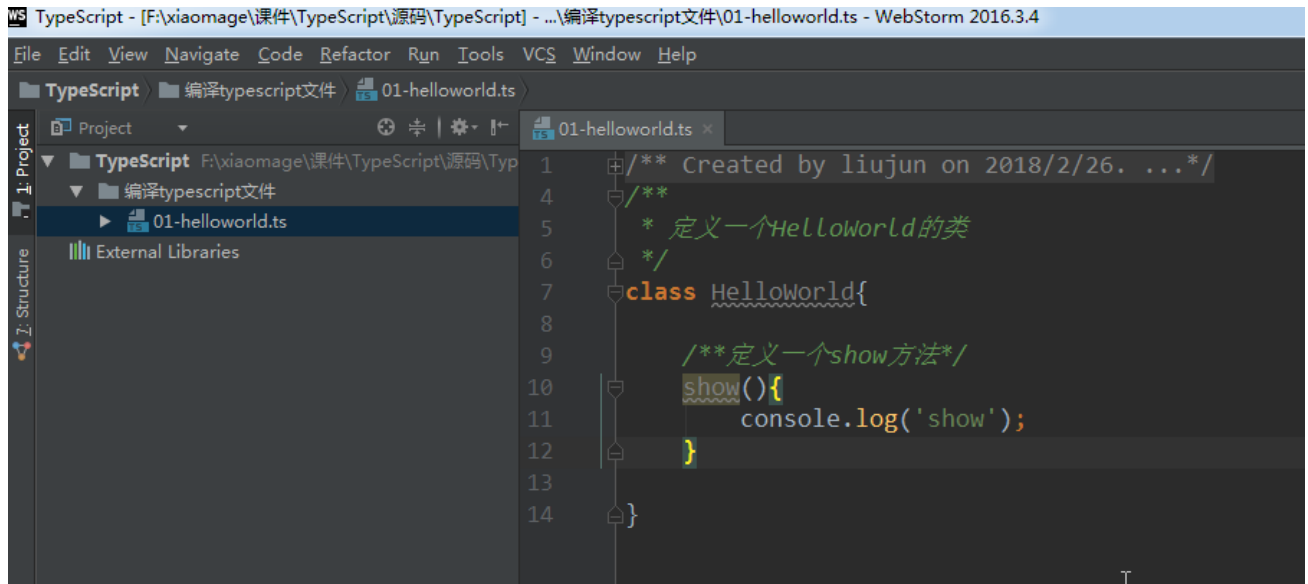 WS TypeScript - [F:\xiaomage\课件\TypeScript\源码\TypeScript] - ...\编译typescript文件\01-helloworld.ts - WebStorm 2016.3.4
File Edit View Navigate Code Refactor Run Tools VCS Window Help
TypeScript 编译typescript文件 01-helloworld.ts
1: Project
7: Structure
Project
TypeScript F:\xiaomage\课件\TypeScript\源码\Typ
编译typescript文件
01-helloworld.ts
External Libraries
01-helloworld.ts ×
1 /** Created by liujun on 2018/2/26. ...*/
4 /**
5 * 定义一个HelloWorld的类
6 */
7 class HelloWorld{
8
9 /**定义一个show方法*/
10 show(){
11 console.log('show');
12 }
13
14 }